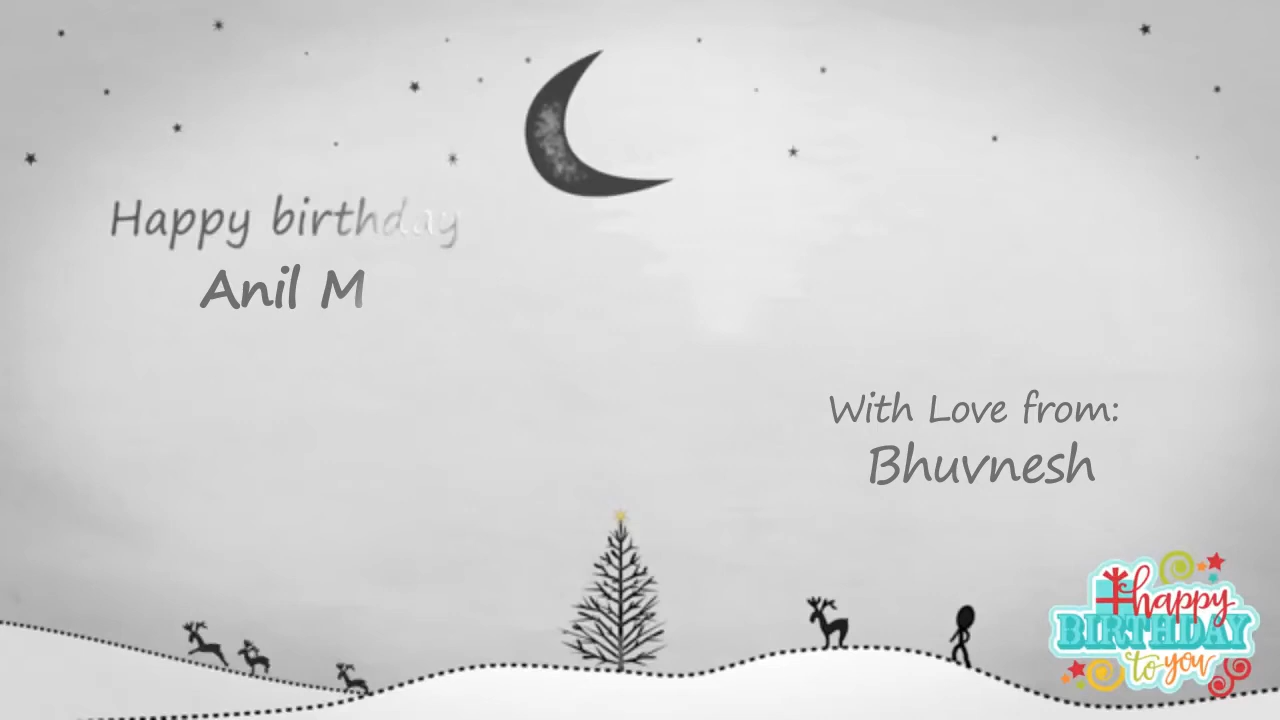 Happy birthday
Anil M
With Love from:
Bhuvnesh
happy
BIRTHDAY
to you